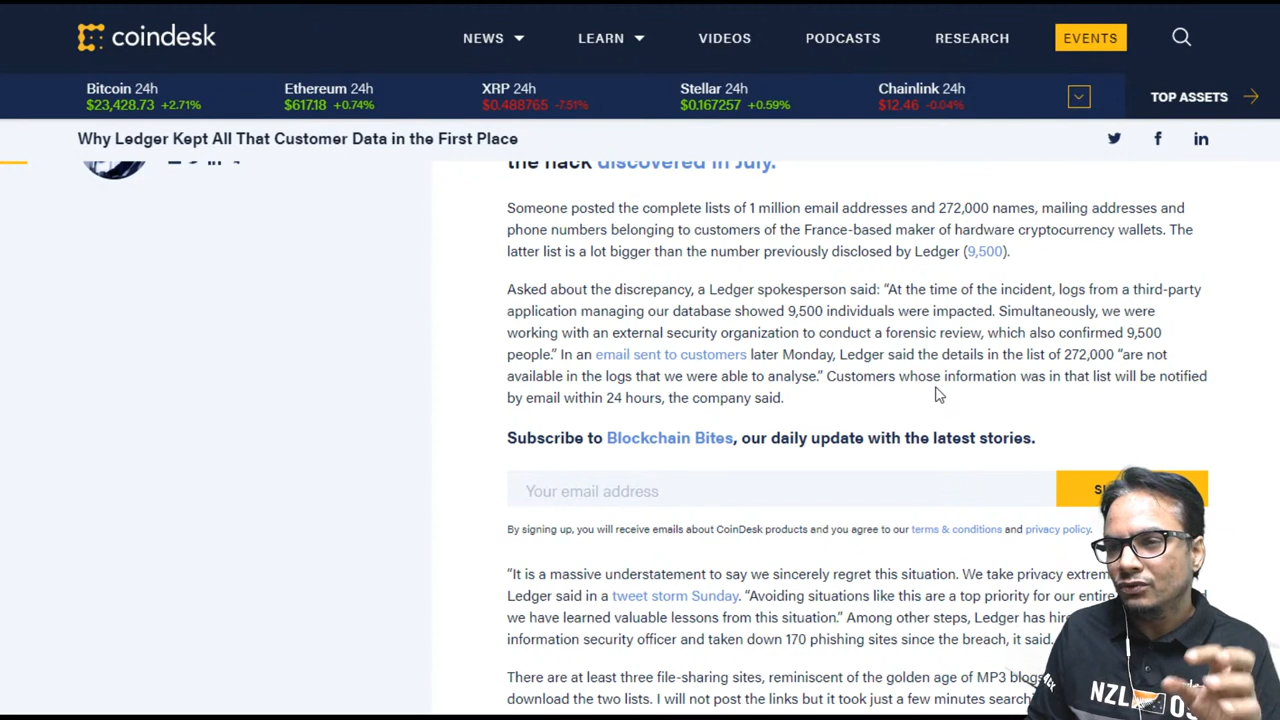 coindesk
NEWS LEARN VIDEOS PODCASTS RESEARCH EVENTS
Bitcoin 24h Ethereum 24h XRP 24h Stellar 24h Chainlink 24h
$23,428.73 +2.71% $617.18 +0.74% $0.488765 -7.51% $0.167257 +0.59% $12.46 -0.04% TOP ASSETS
Why Ledger Kept All That Customer Data in the First Place
the hack discovered in July.
Someone posted the complete lists of 1 million email addresses and 272,000 names, mailing addresses and
phone numbers belonging to customers of the France-based maker of hardware cryptocurrency wallets. The
latter list is a lot bigger than the number previously disclosed by Ledger (9,500).
Asked about the discrepancy, a Ledger spokesperson said: “At the time of the incident, logs from a third-party
application managing our database showed 9,500 individuals were impacted. Simultaneously, we were
working with an external security organization to conduct a forensic review, which also confirmed 9,500
people.” In an email sent to customers later Monday, Ledger said the details in the list of 272,000 “are not
available in the logs that we were able to analyse.” Customers whose information was in that list will be notified
by email within 24 hours, the company said.
Subscribe to Blockchain Bites, our daily update with the latest stories.
Your email address
By signing up, you will receive emails about CoinDesk products and you agree to our terms & conditions and privacy policy.
“It is a massive understatement to say we sincerely regret this situation. We take privacy
Ledger said in a tweet storm Sunday. “Avoiding situations like this are a top priority for our entire
we have learned valuable lessons from this situation.” Among other steps, Ledger has
information security officer and taken down 170 phishing sites since the breach, it said.
There are at least three file-sharing sites, reminiscent of the golden age of MP3
download the two lists. I will not post the links but it took just a few minutes
NZL